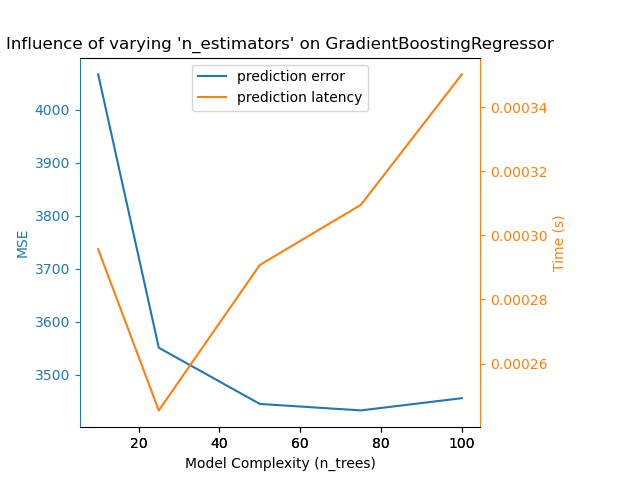 Influence of varying 'n_estimators' on GradientBoostingRegressor
prediction error
prediction latency
4000
3900
3800
3700
3600
3500
MSE
0.00034
0.00032
0.00030
0.00028
0.00026
Time (s)
20 40 60 80 100
Model Complexity (n_trees)